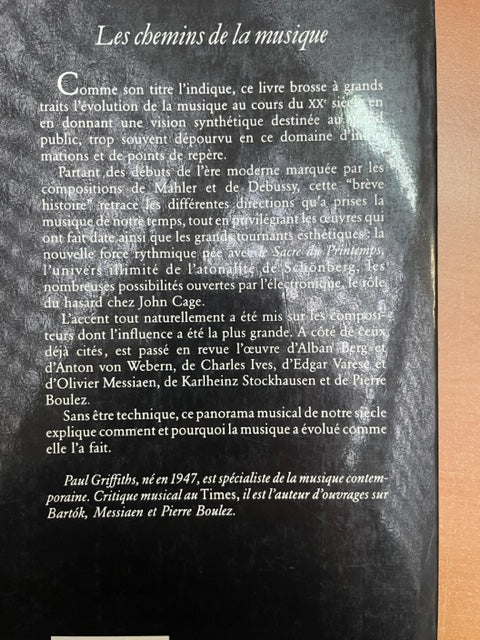 Les chemins de la musique
Comme son titre l'indique, ce livre brosse à grands
traits l'évolution de la musique au cours du XXe siècle en
en donnant une vision synthétique destinée au grand
public, trop souvent dépourvu en ce domaine d'infor-
mations et de points de repère.
Partant des débuts de l'ère moderne marquée par les
compositions de Mahler et de Debussy, cette "brève
histoire" retrace les différentes directions qu'a prises la
musique de notre temps, tout en privilégiant les œuvres qui
ont fait date ainsi que les grands tournants esthétiques : la
nouvelle force rythmique née avec le Sacre du Printemps,
l'univers illimité de l'atonalité de Schönberg, les
nombreuses possibilités ouvertes par l'électronique, le rôle
du hasard chez John Cage.
L'accent tout naturellement a été mis sur les composi-
teurs dont l'influence a été la plus grande. A côté de ceux
déjà cités, est passé en revue l'œuvre d'Alban Berg et
d'Anton von Webern, de Charles Ives, d'Edgar Varèse et
d'Olivier Messiaen, de Karlheinz Stockhausen et de Pierre
Boulez.
Sans être technique, ce panorama musical de notre siècle
explique comment et pourquoi la musique a évolué comme
elle l'a fait.
Paul Griffiths, né en 1947, est spécialiste de la musique contem-
poraine. Critique musical au Times, il est l'auteur d'ouvrages sur
Bartók, Messiaen et Pierre Boulez.